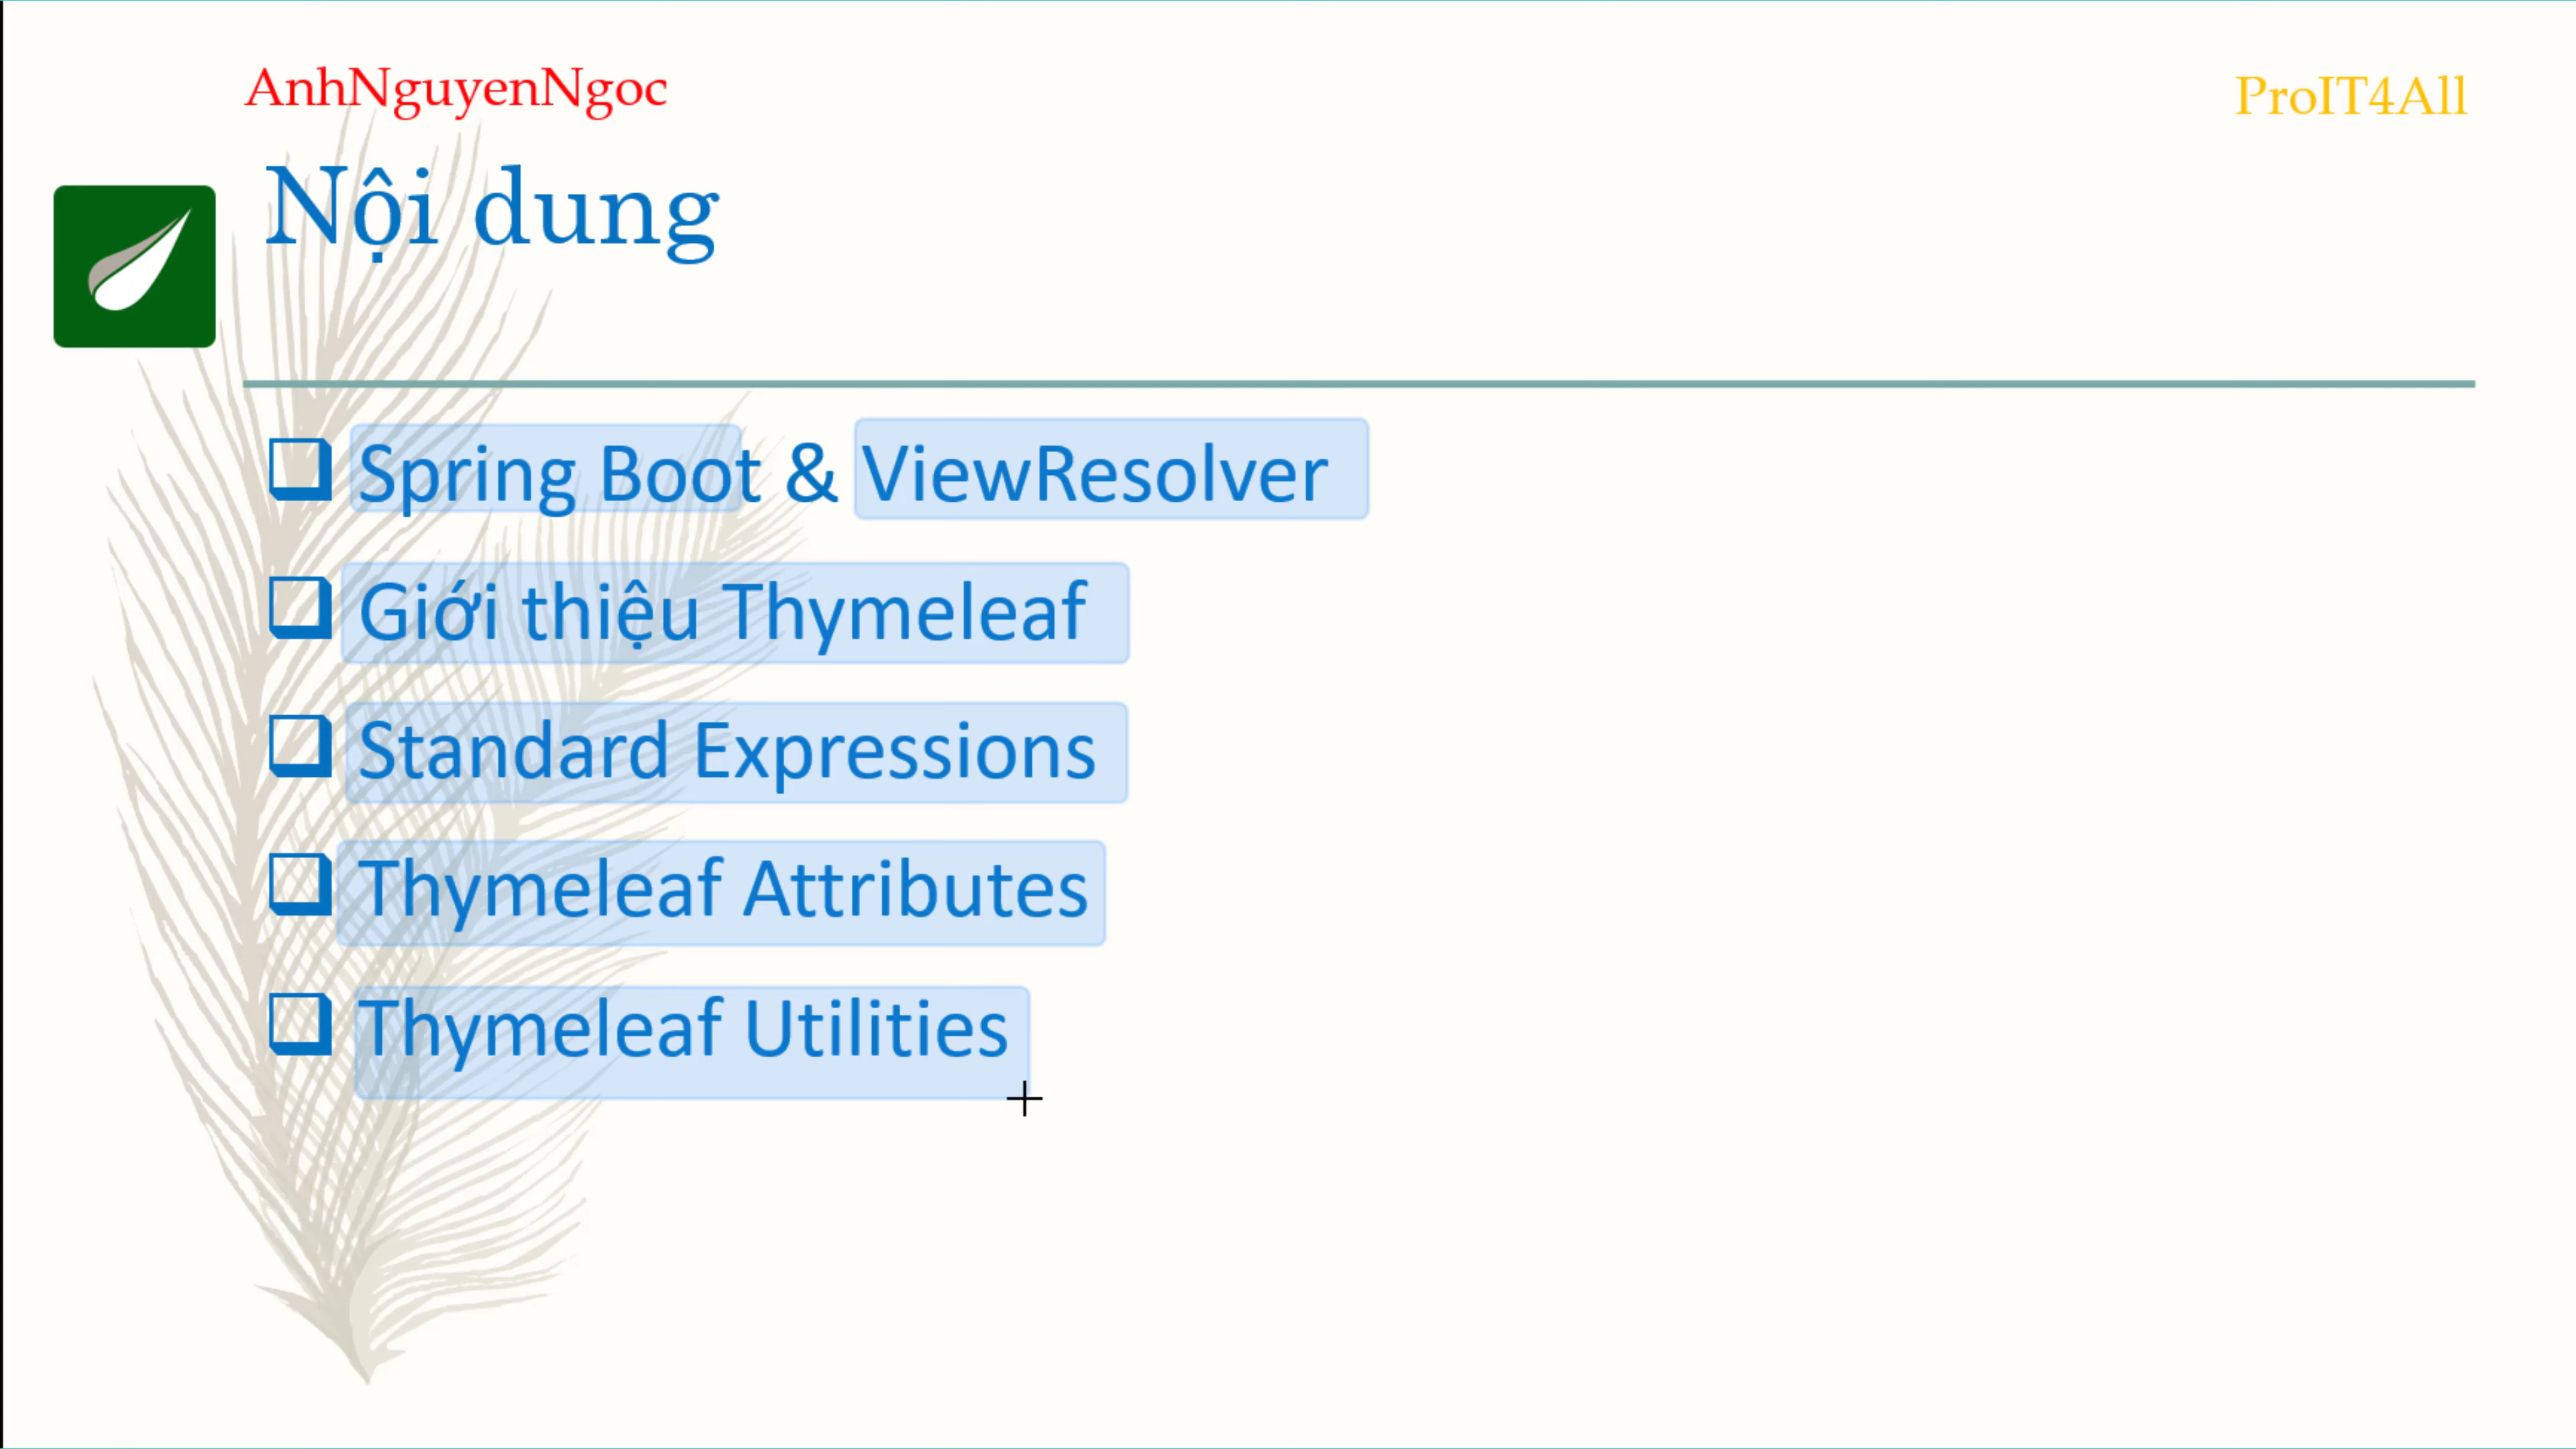 AnhNguyenNgoc
ProIT4All
Nội dung
Spring Boot & ViewResolver
Giới thiệu Thymeleaf
Standard Expressions
Thymeleaf Attributes
Thymeleaf Utilities